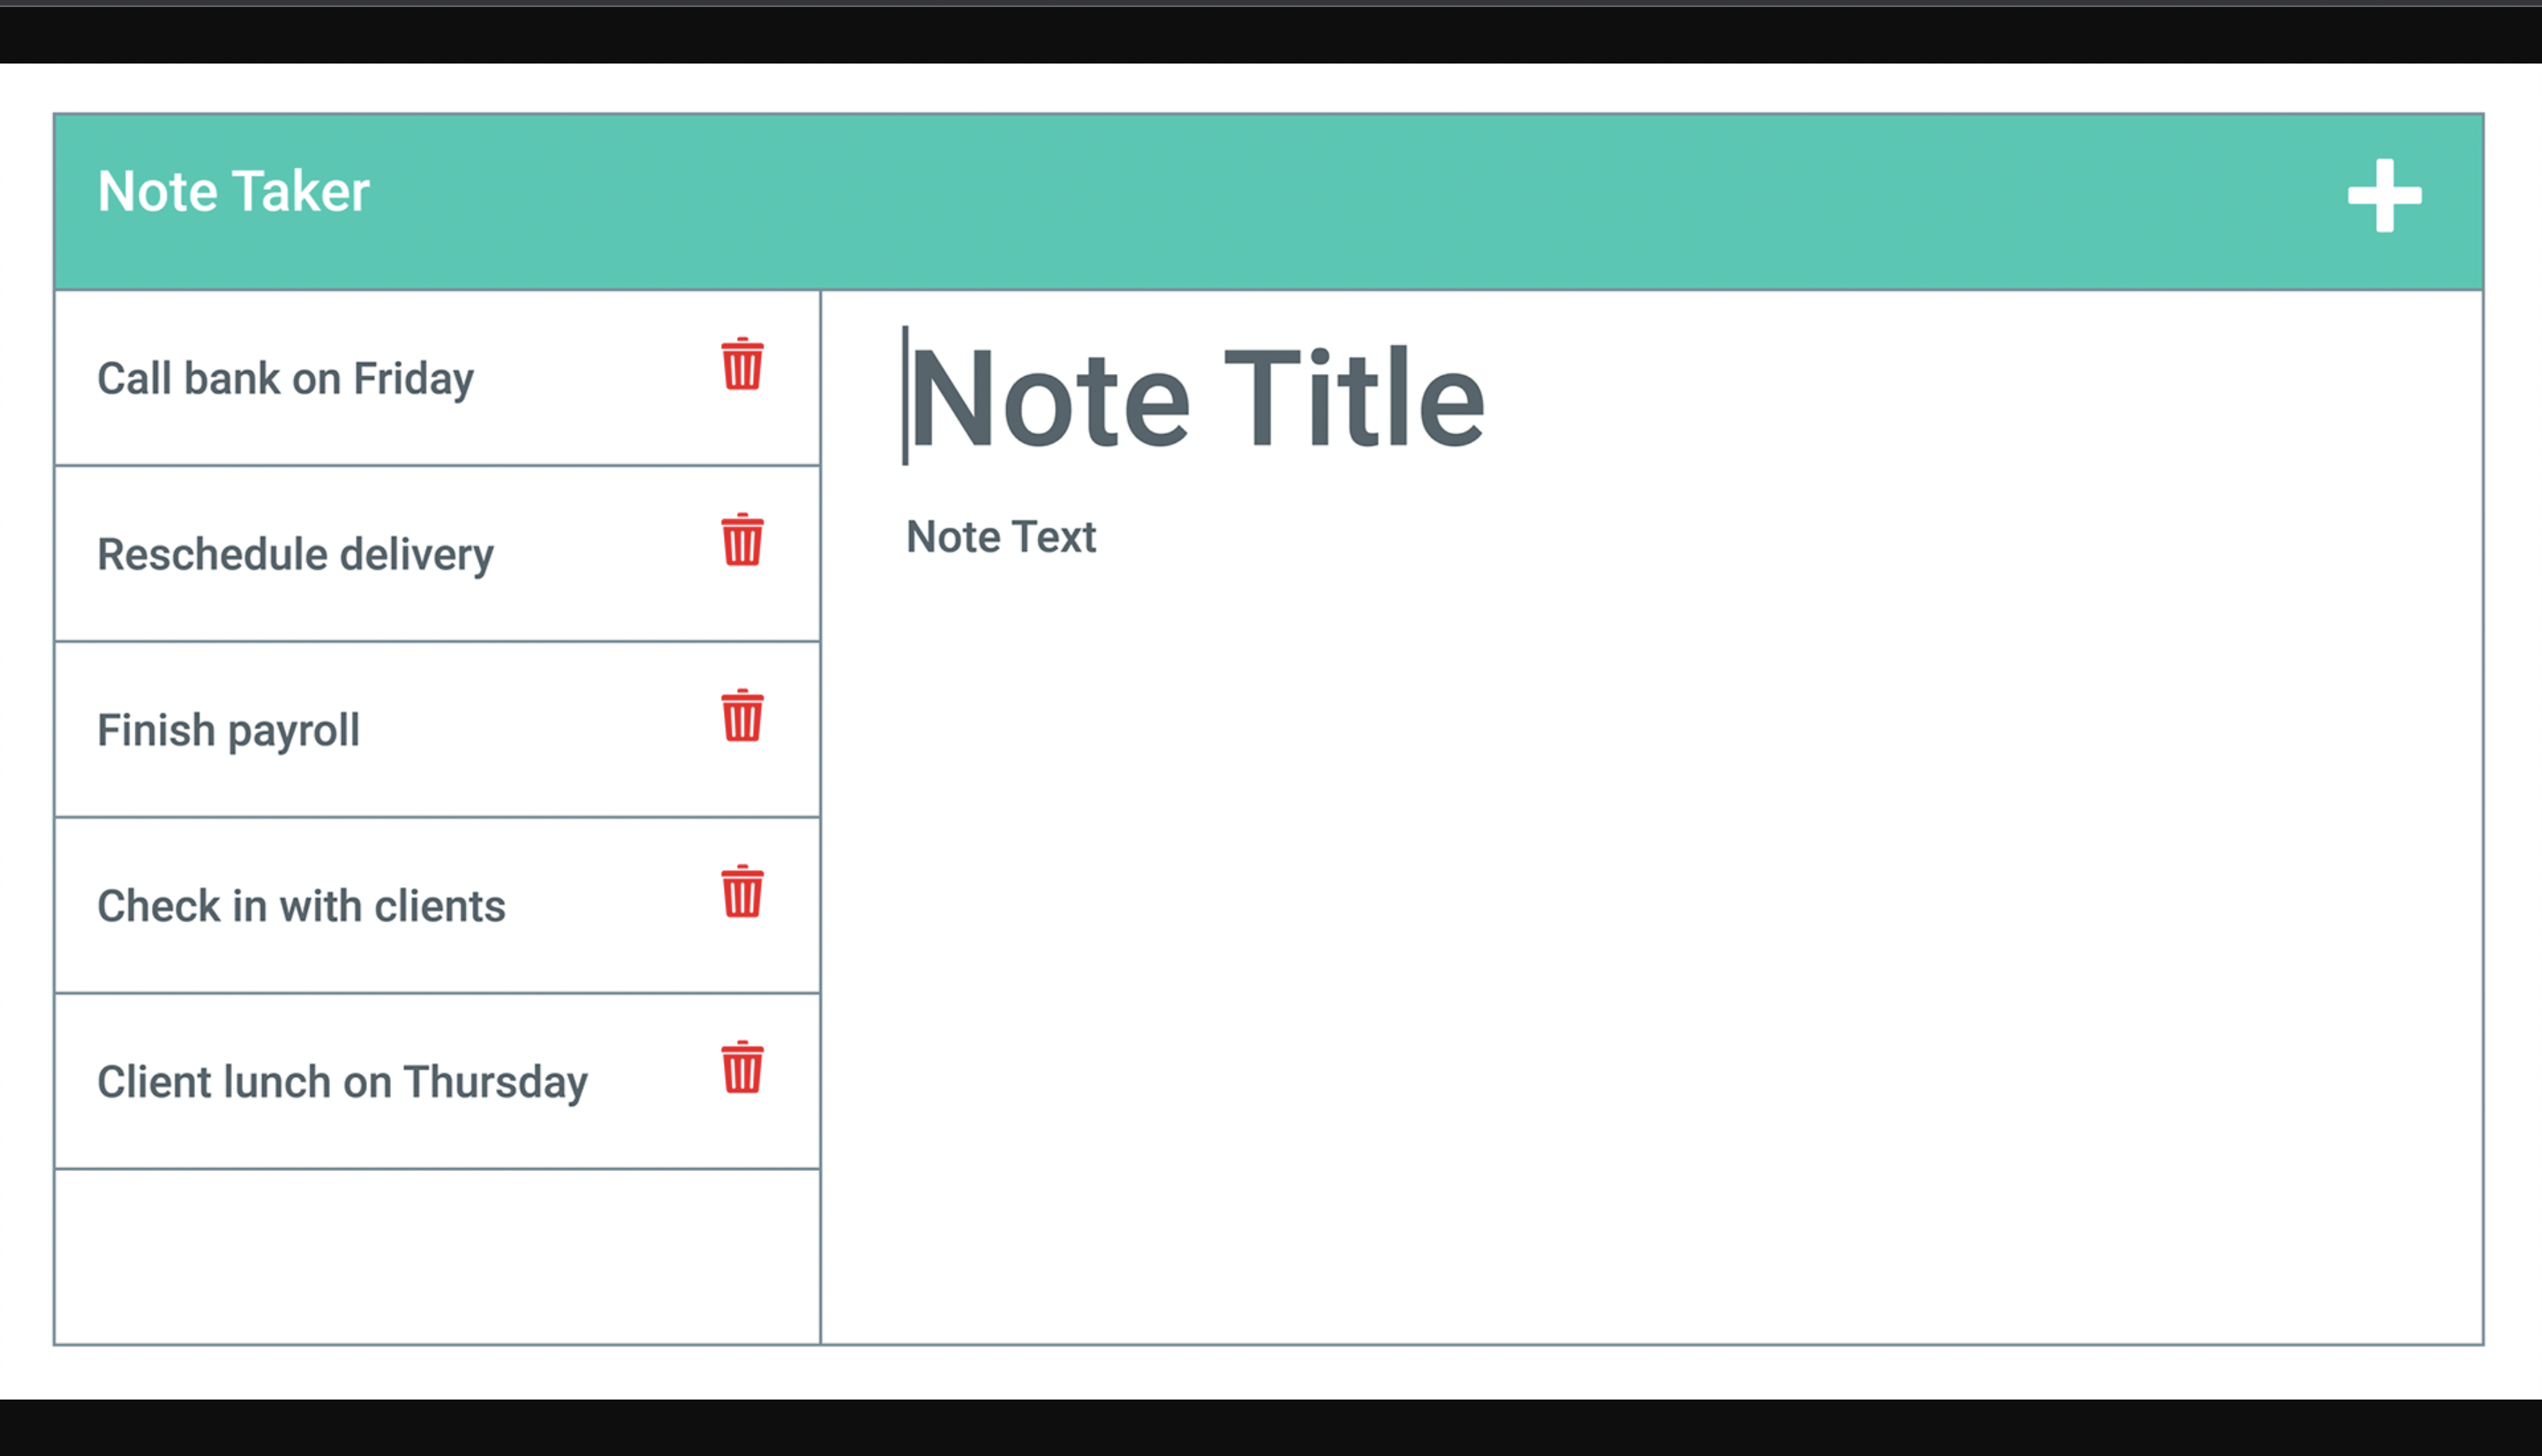 Note Taker
Call bank on Friday
Reschedule delivery
Finish payroll
Check in with clients
Client lunch on Thursday
Note Title
Note Text